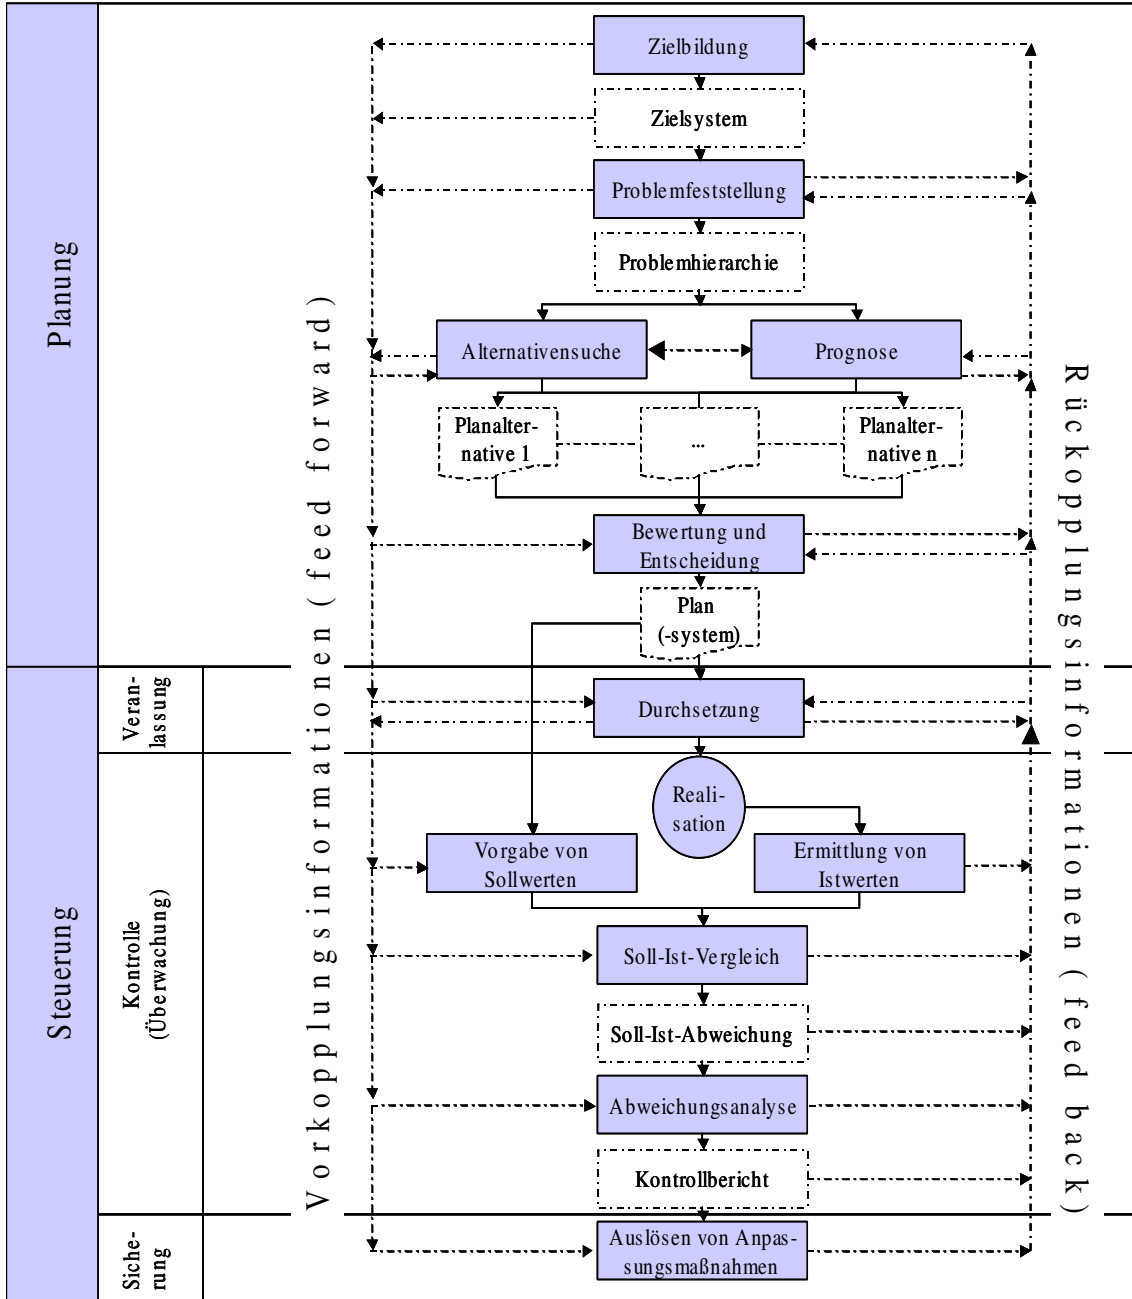 Planung
Steuerung
Veran-
lassung
Kontrolle
(Überwachung)
Siche-
rung
Vorkopplungsinformationen (feed forward)
Zielbildung
Zielsystem
Problemfeststellung
Problemhierarchie
Alternativensuche
Prognose
Planalter-
native 1
...
Planalter-
native n
Bewertung und
Entscheidung
Plan
(-system)
Durchsetzung
Reali-
sation
Vorgabe von
Sollwerten
Ermittlung von
Istwerten
Soll-Ist-Vergleich
Soll-Ist-Abweichung
Abweichungsanalyse
Kontrollbericht
Auslösen von Anpas-
sungsmaßnahmen
Rückopplungsinformationen (feed back)